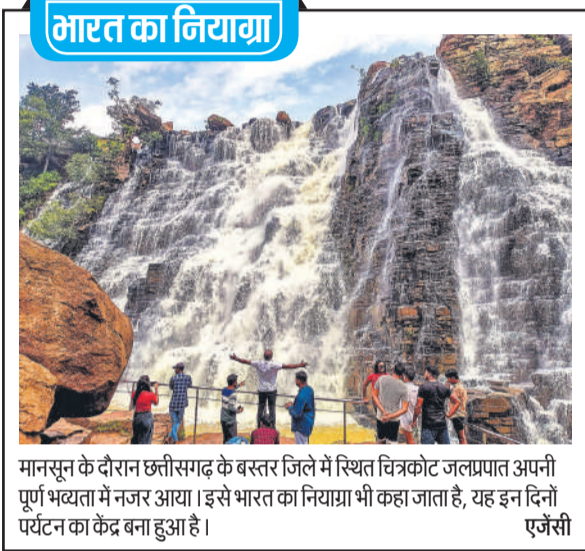 भारत का नियाग्रा
मानसून के दौरान छत्तीसगढ़ के बस्तर जिले में स्थित चित्रकोट जलप्रपात अपनी
पूर्ण भव्यता में नजर आया । इसे भारत का नियाग्रा भी कहा जाता है, यह इन दिनों
पर्यटन का केंद्र बना हुआ है । एजेंसी